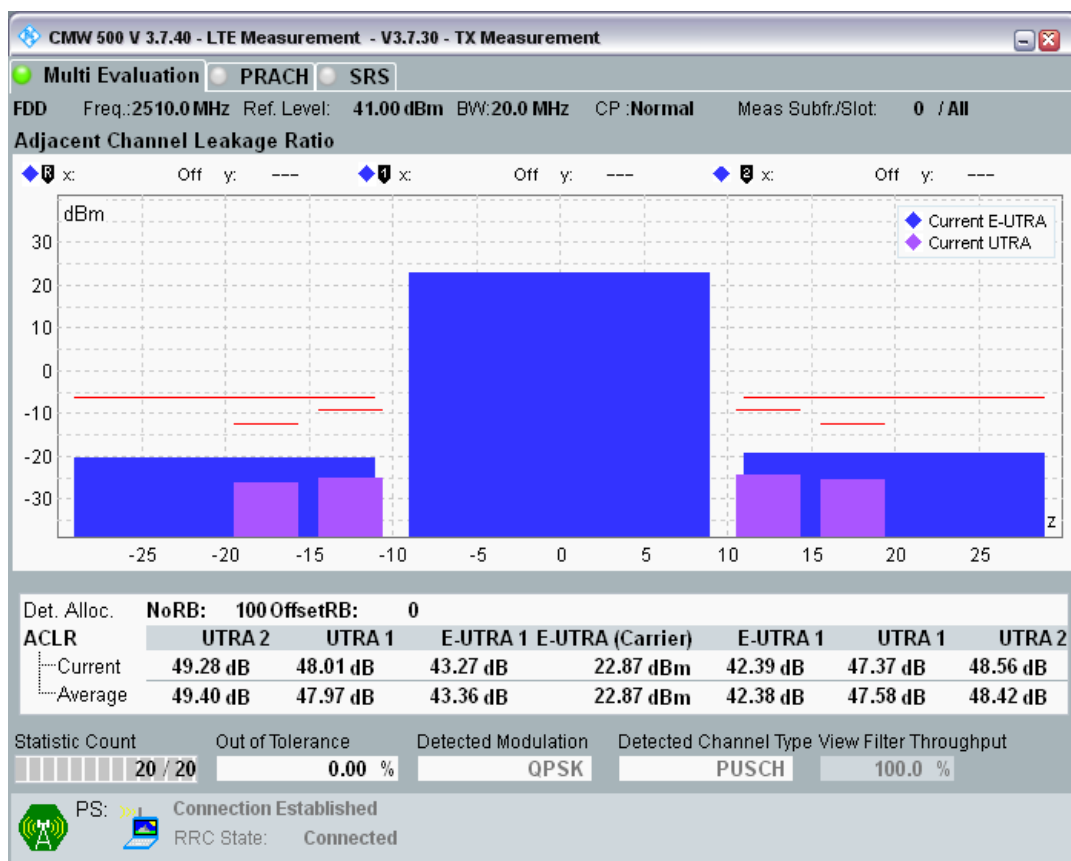 CMW 500 V 3.7.40 - LTE Measurement - V3.7.30 - TX Measurement
Multi Evaluation PRACH SRS
FDD Freq.:2510.0 MHz Ref. Level: 41.00 dBm BW:20.0 MHz CP :Normal Meas Subfr./Slot: 0 / All
Adjacent Channel Leakage Ratio
R x: Off y: --- 1 x: Off y: --- 2 x: Off y: ---
dBm
Current E-UTRA
Current UTRA
30
20
10
0
-10
-20
-30
z
-25 -20 -15 -10 -5 0 5 10 15 20 25
Det. Alloc. NoRB: 100 OffsetRB: 0
ACLR UTRA 2 UTRA 1 E-UTRA 1 E-UTRA (Carrier) E-UTRA 1 UTRA 1 UTRA 2
Current 49.28 dB 48.01 dB 43.27 dB 22.87 dBm 42.39 dB 47.37 dB 48.56 dB
Average 49.40 dB 47.97 dB 43.36 dB 22.87 dBm 42.38 dB 47.58 dB 48.42 dB
Statistic Count Out of Tolerance Detected Modulation Detected Channel Type View Filter Throughput
20 / 20 0.00 % QPSK PUSCH 100.0 %
PS: Connection Established
RRC State: Connected